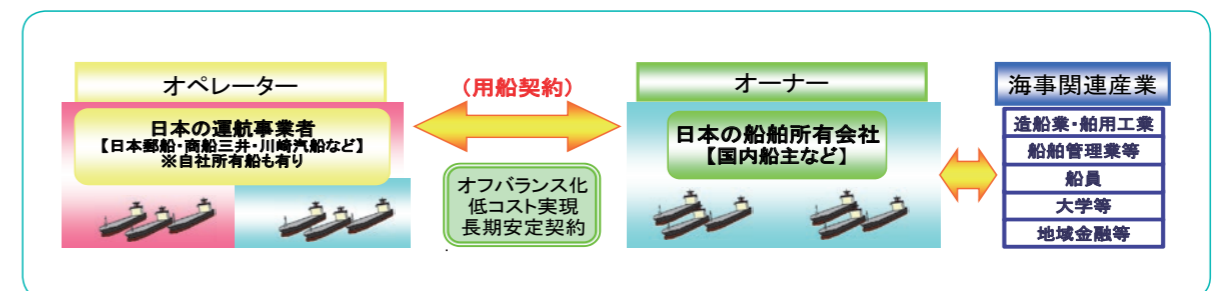 オペレーター
日本の運航事業者
【日本郵船・商船三井・川崎汽船など】
※自社所有船も有り
（用船契約）
オフバランス化
低コスト実現
長期安定契約
オーナー
日本の船舶所有会社
【国内船主など】
海事関連産業
造船業・舶用工業
船舶管理業等
船員
大学等
地域金融等